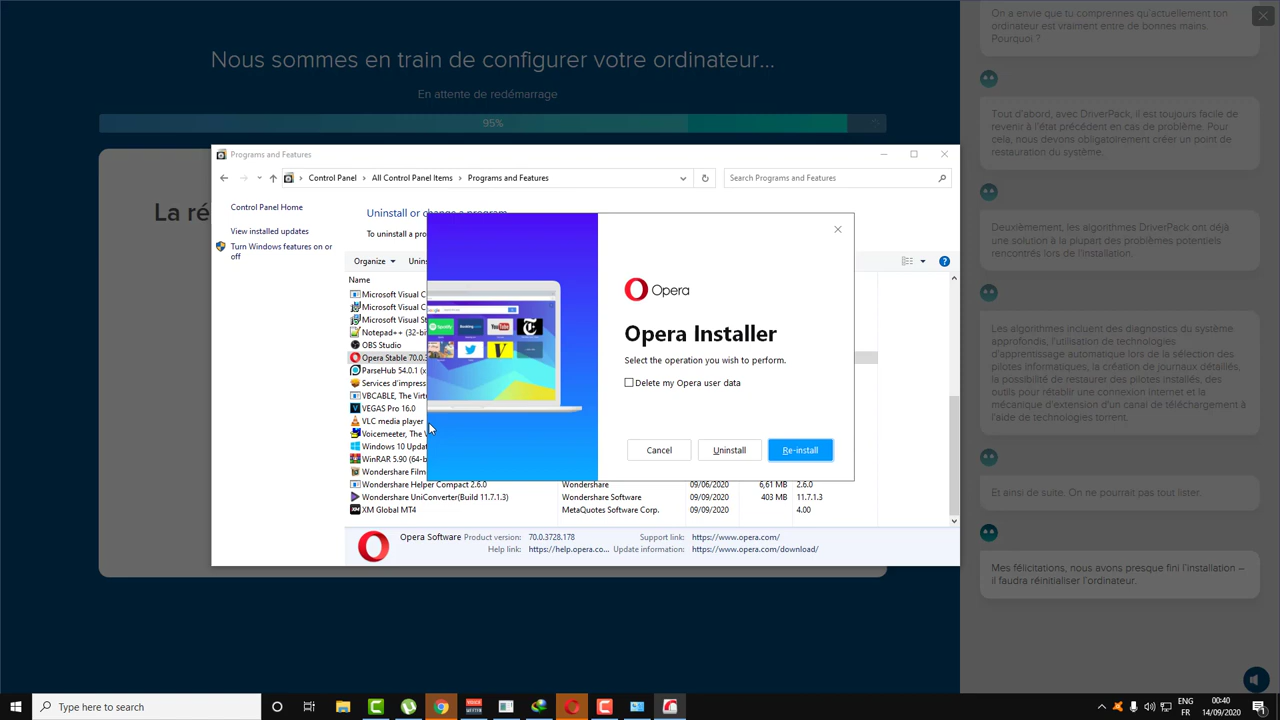 Nous sommes en train de configurer votre ordinateur...
En attente de redémarrage
95%
La ré
On a envie que tu comprennes qu'actuellement ton
ordinateur est vraiment entre de bonnes mains.
Pourquoi ?
Tout d'abord, avec DriverPack, il est toujours facile de
revenir à l'état précédent en cas de problème. Pour
cela, nous devons obligatoirement créer un point de
restauration du système.
Deuxièmement, les algorithmes DriverPack ont déjà
une solution à la plupart des problèmes potentiels
rencontrés lors de l'installation.
Les algorithmes incluent des diagnostics du système
approfondis, l'utilisation de technologies
d'apprentissage automatique lors de la sélection des
pilotes informatiques, la création de journaux détaillés,
la possibilité de restaurer des pilotes installés, des
outils pour rétablir une connexion internet et la
mécanique d'extension d'un canal de téléchargement à
l'aide de technologies torrent.
Et ansi de suite. On ne pourrait pas tout lister.
Mes félicitations, nous avons presque fini l'installation –
il faudra réinitialiser l'ordinateur.
Programs and Features
Control Panel
All Control Panel Items
Programs and Features
Search Programs and Features
Control Panel Home
View installed updates
Turn Windows features on or
off
Uninstall or change a program
To uninstall a pro
Organize
Unins
Name
Microsoft Visual C
Microsoft Visual C
Microsoft Visual St
Notepad++ (32-bi
OBS Studio
Opera Stable 70.0.3
ParseHub 54.0.1 (x
Services d'impress
VBCABLE, The V
VEGAS Pro 16.0
VLC media player
Voicemeeter, The V
Windows 10 Upda
WinRAR 5.90 (64-b
Wondershare Film
Wondershare Helper Compact 2.6.0 Wondershare 09/06/2020 6,61 MB 2.6.0
Wondershare UniConverter(Build 11.7.1.3) Wondershare Software 09/09/2020 403 MB 11.7.1.3
XM Global MT4 MetaQuotes Software Corp. 09/09/2020 4.00
Opera Software Product version: 70.0.3728.178 Support link: https://www.opera.com/
Help link: https://help.opera.co... Update information: https://www.opera.com/download/
Opera
Opera Installer
Select the operation you wish to perform.
Delete my Opera user data
Cancel
Uninstall
Re-install
Type here to search
ENG
FR
00:40
14/09/2020